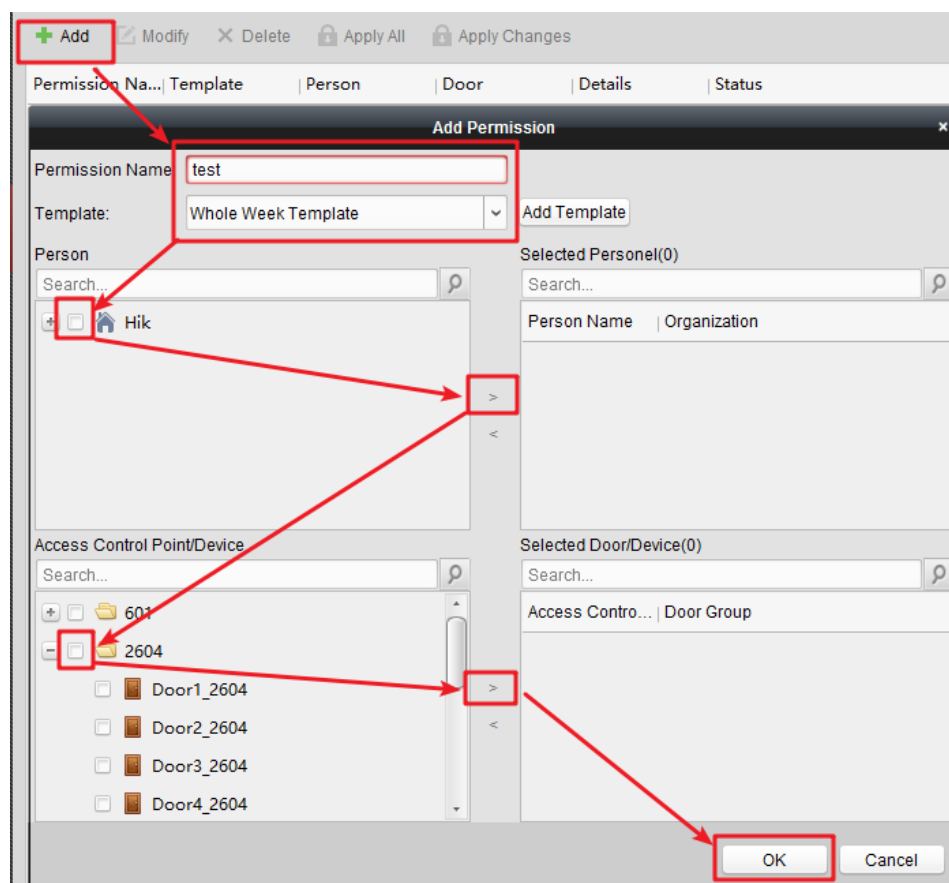 Add Modify Delete Apply All Apply Changes
Permission Na... Template Person Door Details Status
Add Permission
Permission Name test
Template: Whole Week Template Add Template
Person Selected Personel(0)
Search... Search...
Hik Person Name Organization
>
<
Access Control Point/Device Selected Door/Device(0)
Search... Search...
601 Access Contro... Door Group
2604
Door1_2604 >
Door2_2604 <
Door3_2604
Door4_2604
OK Cancel